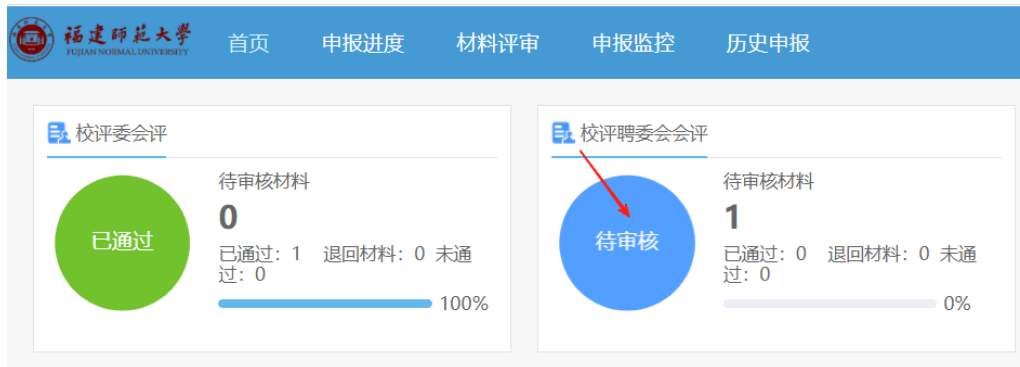 福建师范大学 首页 申报进度 材料评审 申报监控 历史申报
FUJIAN NORMAL UNIVERSITY
校评委会评
已通过
待审核材料
0
已通过：1 退回材料：0 未通
过：0
100%
校评聘委会会评
待审核
待审核材料
1
已通过：0 退回材料：0 未通
过：0
0%